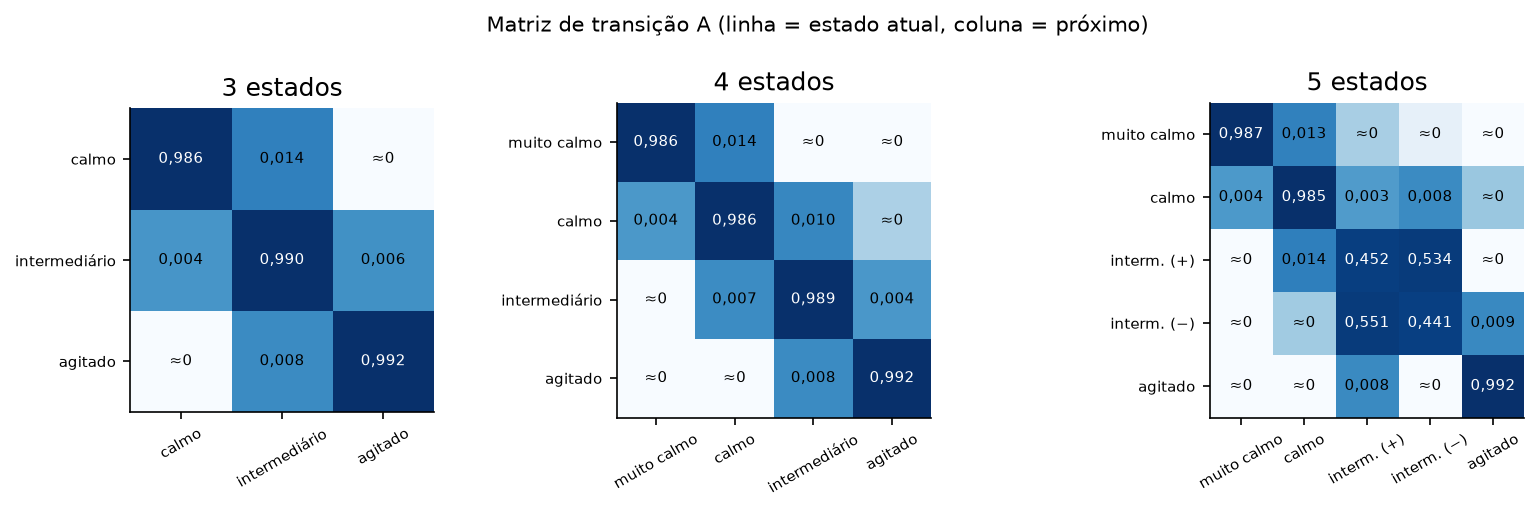 Matriz de transição A (linha = estado atual, coluna = próximo)
3 estados
calmo 0,986 0,014 ≈0
intermediário 0,004 0,990 0,006
agitado ≈0 0,008 0,992
calmo intermediário agitado
4 estados
muito calmo 0,986 0,014 ≈0 ≈0
calmo 0,004 0,986 0,010 ≈0
intermediário ≈0 0,007 0,989 0,004
agitado ≈0 ≈0 0,008 0,992
muito calmo calmo intermediário agitado
5 estados
muito calmo 0,987 0,013 ≈0 ≈0 ≈0
calmo 0,004 0,985 0,003 0,008 ≈0
interm. (+) ≈0 0,014 0,452 0,534 ≈0
interm. (−) ≈0 ≈0 0,551 0,441 0,009
agitado ≈0 ≈0 0,008 ≈0 0,992
muito calmo calmo interm. (+) interm. (−) agitado